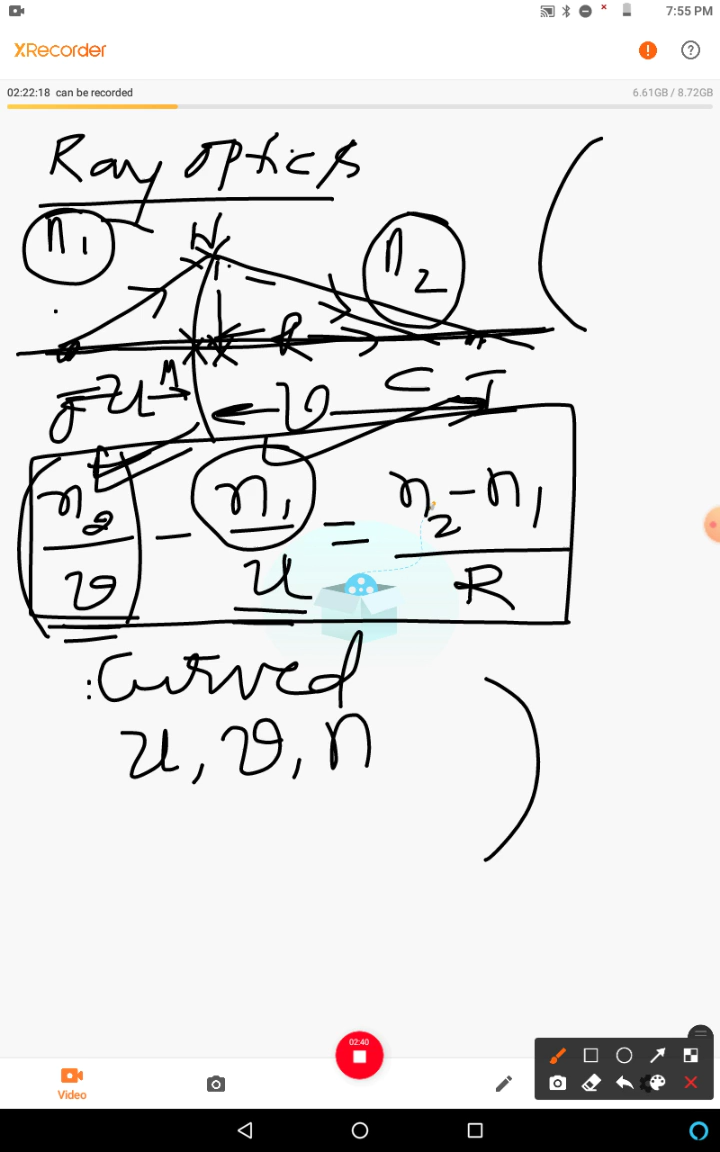 7:55 PM
XRecorder
! ?
02:22:18 can be recorded
6.61GB / 8.72GB
Ray optics
n₁ N n₂
R
u M v C I
n₂/v - n₁/u = n₂-n₁/R
:Curved
u, v, n
02:40
Video